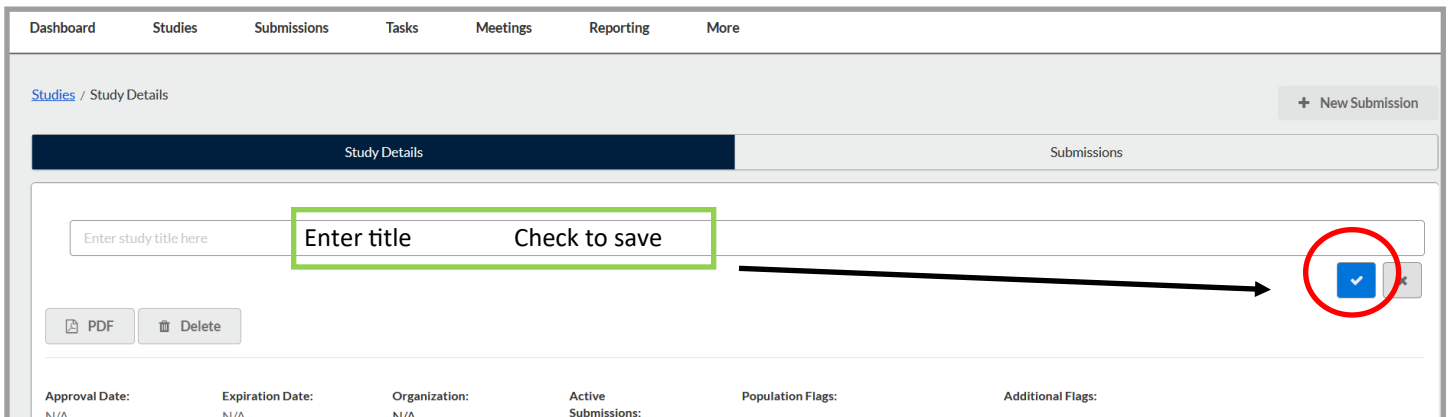 Dashboard Studies Submissions Tasks Meetings Reporting More
Studies / Study Details
+ New Submission
Study Details Submissions
Enter study title here Enter title Check to save
PDF Delete
Approval Date: Expiration Date: Organization: Active Submissions: Population Flags: Additional Flags:
N/A N/A N/A